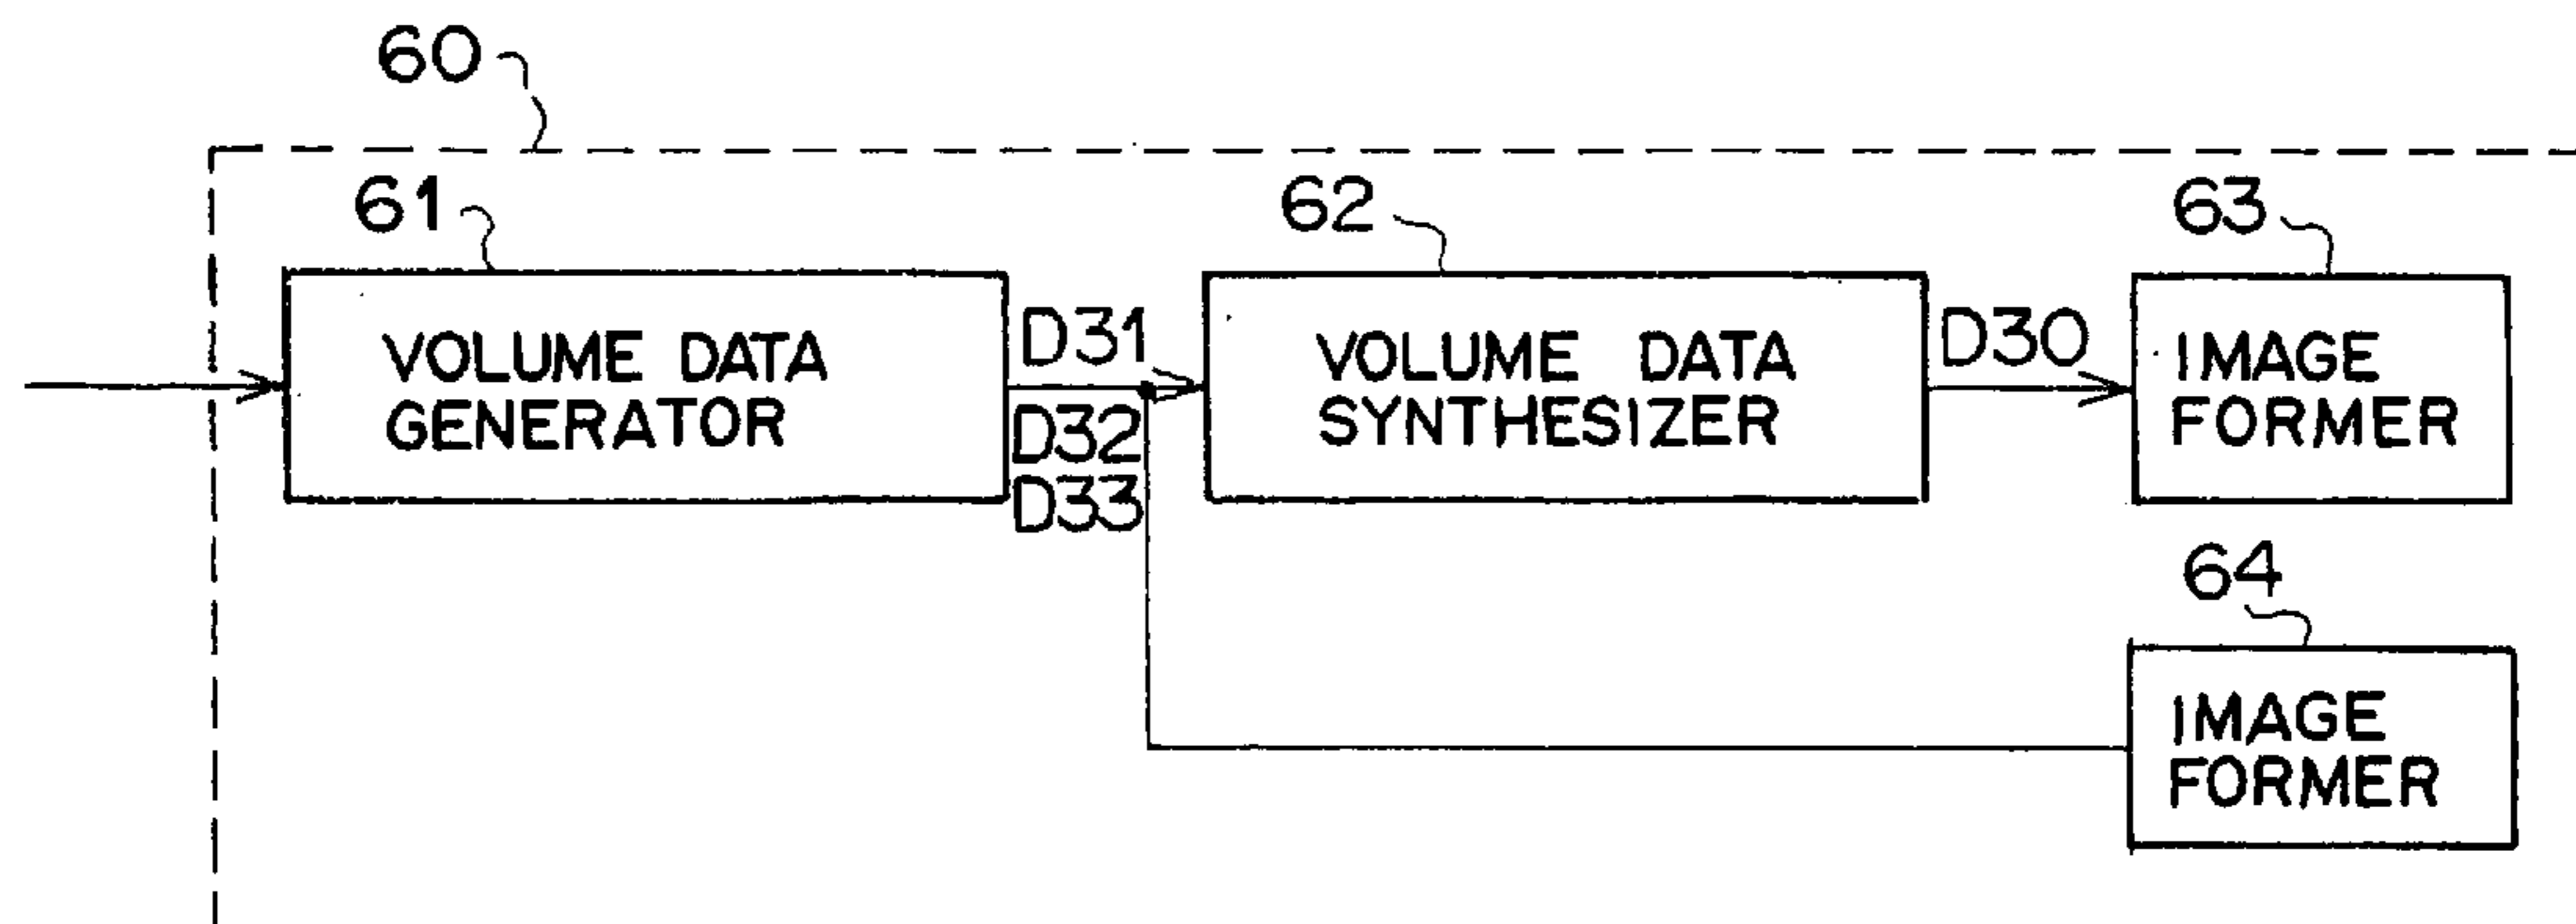 60
61
62
63
VOLUME DATA
GENERATOR
D31
D32
D33
VOLUME DATA
SYNTHESIZER
D30
IMAGE
FORMER
64
IMAGE
FORMER